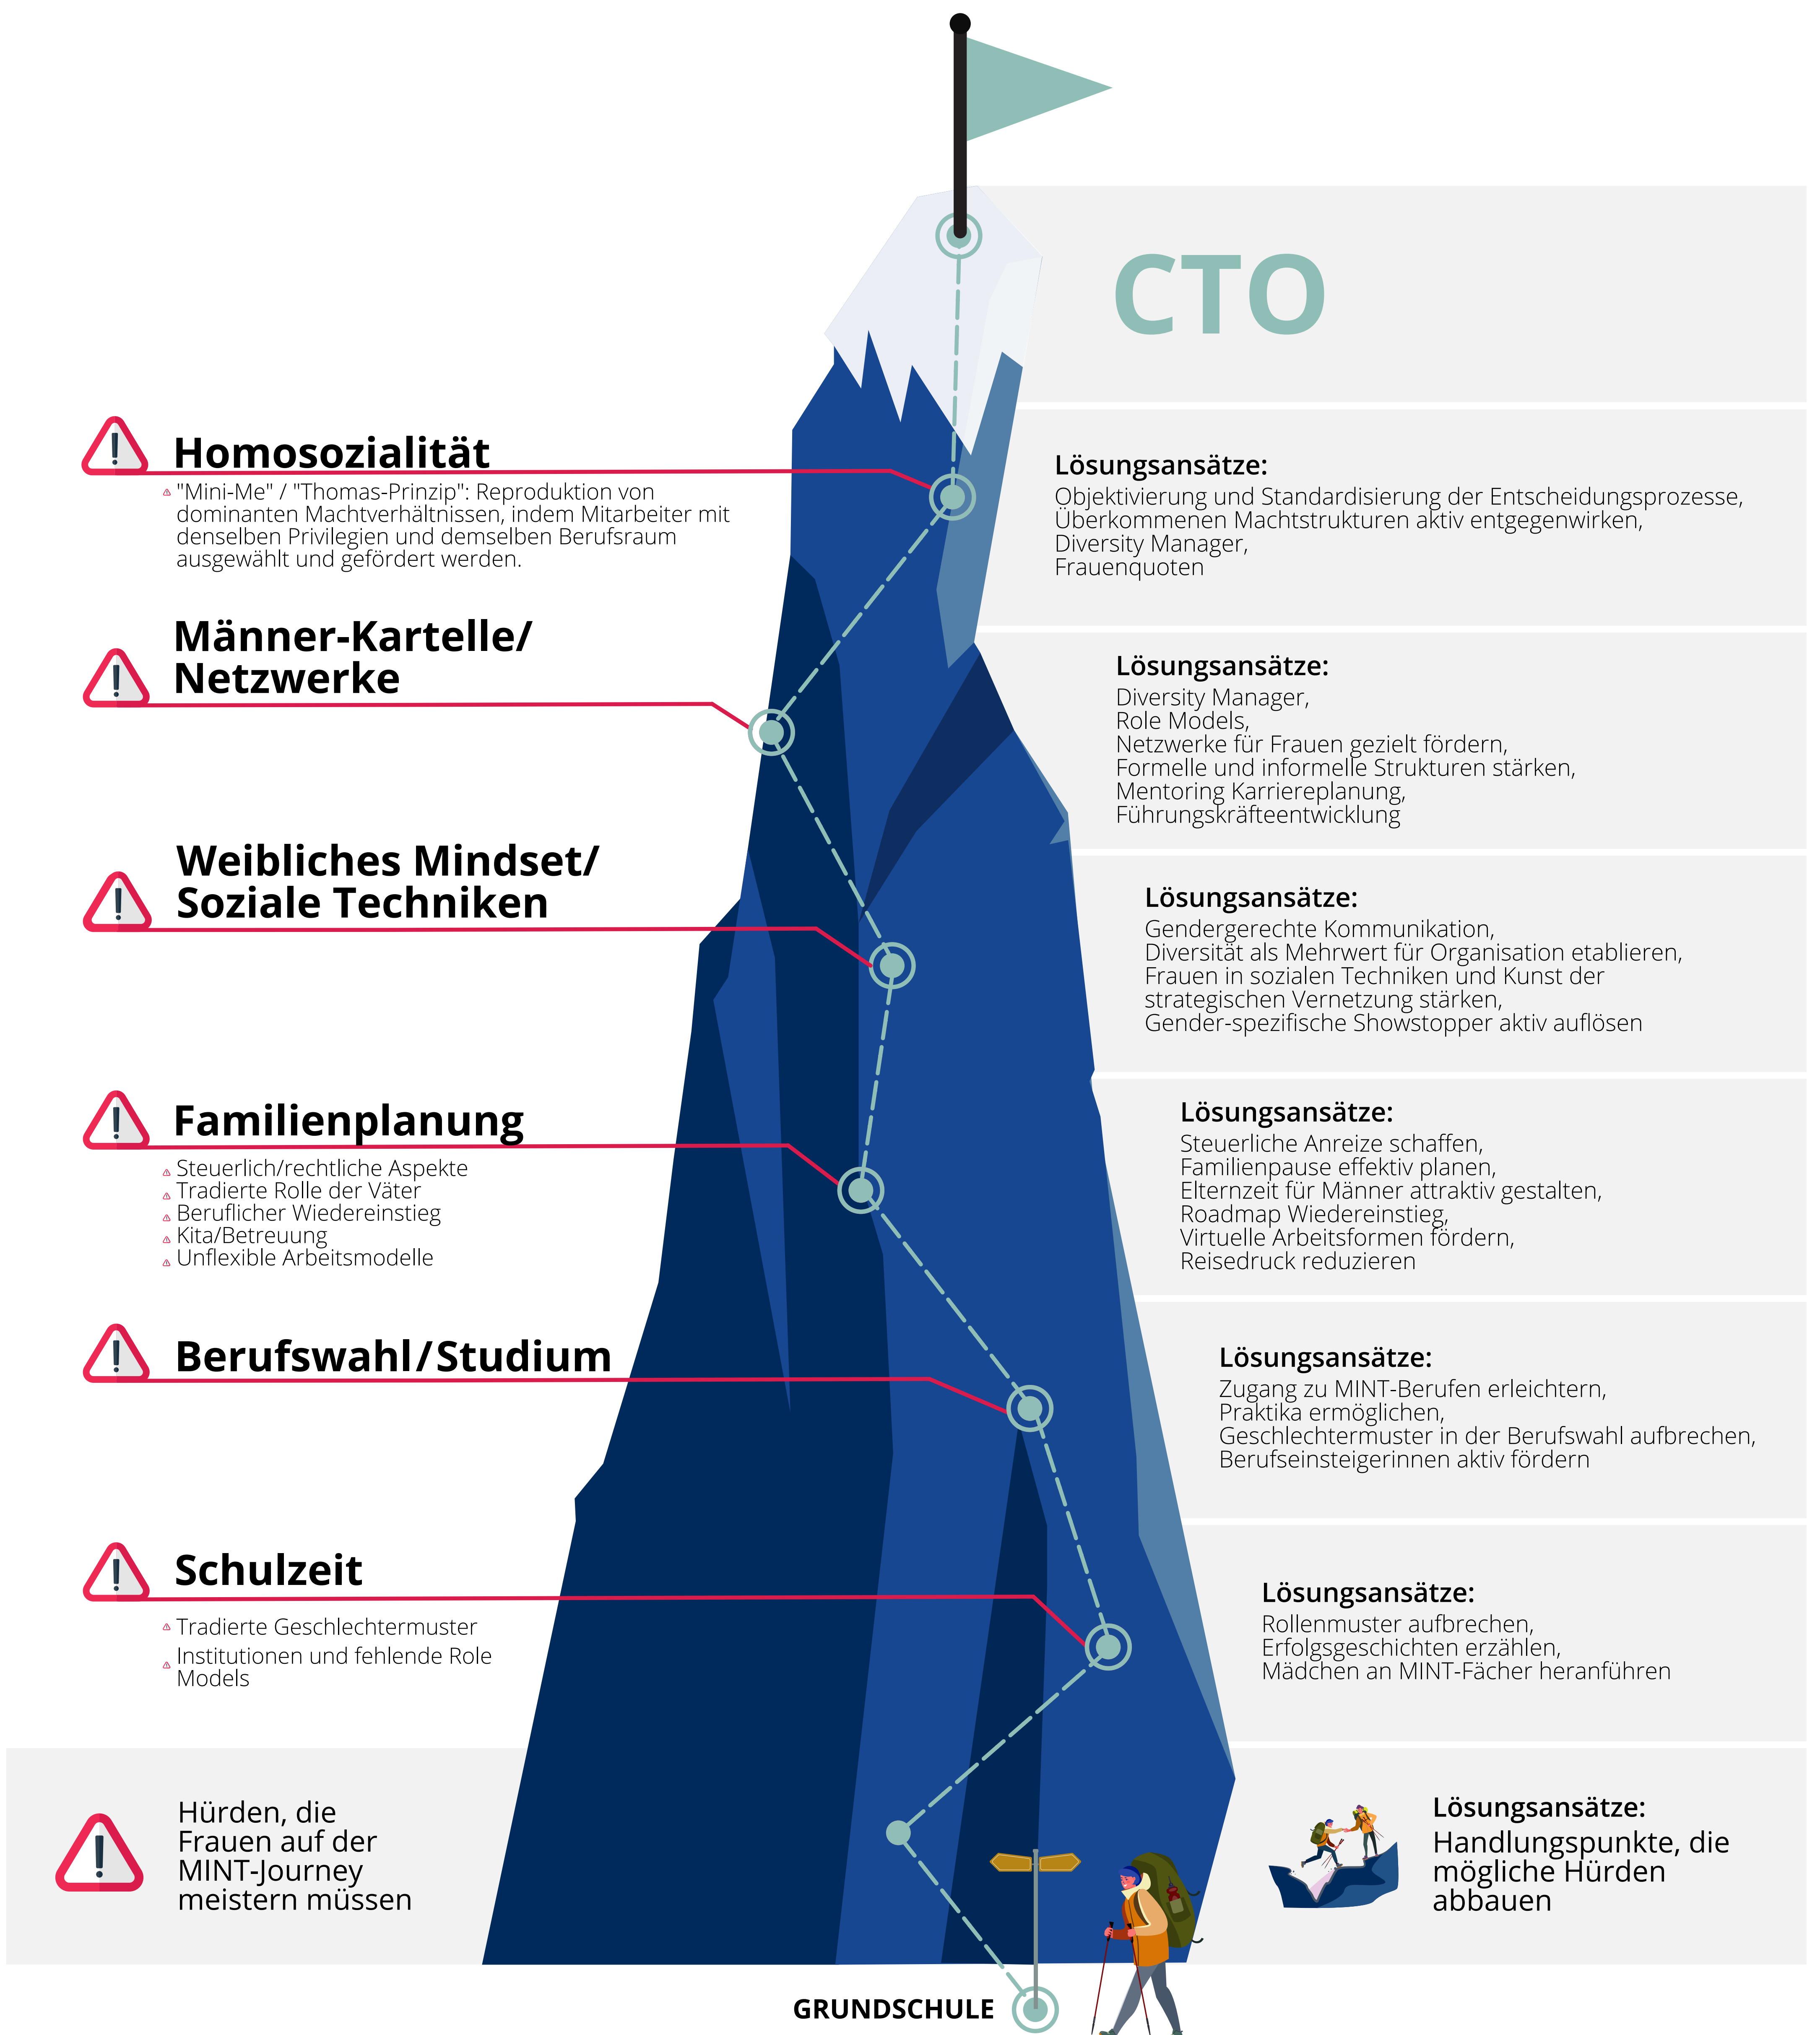 CTO
Homosozialität
"Mini-Me" / "Thomas-Prinzip": Reproduktion von
dominanten Machtverhältnissen, indem Mitarbeiter mit
denselben Privilegien und demselben Berufsraum
ausgewählt und gefördert werden.
Lösungsansätze:
Objektivierung und Standardisierung der Entscheidungsprozesse,
Überkommenen Machtstrukturen aktiv entgegenwirken,
Diversity Manager,
Frauenquoten
Männer-Kartelle/
Netzwerke
Lösungsansätze:
Diversity Manager,
Role Models,
Netzwerke für Frauen gezielt fördern,
Formelle und informelle Strukturen stärken,
Mentoring Karriereplanung,
Führungskräfteentwicklung
Weibliches Mindset/
Soziale Techniken
Lösungsansätze:
Gendergerechte Kommunikation,
Diversität als Mehrwert für Organisation etablieren,
Frauen in sozialen Techniken und Kunst der
strategischen Vernetzung stärken,
Gender-spezifische Showstopper aktiv auflösen
Familienplanung
Steuerlich/rechtliche Aspekte
Tradierte Rolle der Väter
Beruflicher Wiedereinstieg
Kita/Betreuung
Unflexible Arbeitsmodelle
Lösungsansätze:
Steuerliche Anreize schaffen,
Familienpause effektiv planen,
Elternzeit für Männer attraktiv gestalten,
Roadmap Wiedereinstieg,
Virtuelle Arbeitsformen fördern,
Reisedruck reduzieren
Berufswahl/Studium
Lösungsansätze:
Zugang zu MINT-Berufen erleichtern,
Praktika ermöglichen,
Geschlechtermuster in der Berufswahl aufbrechen,
Berufseinsteigerinnen aktiv fördern
Schulzeit
Tradierte Geschlechtermuster
Institutionen und fehlende Role
Models
Lösungsansätze:
Rollenmuster aufbrechen,
Erfolgsgeschichten erzählen,
Mädchen an MINT-Fächer heranführen
Hürden, die
Frauen auf der
MINT-Journey
meistern müssen
Lösungsansätze:
Handlungspunkte, die
mögliche Hürden
abbauen
GRUNDSCHULE